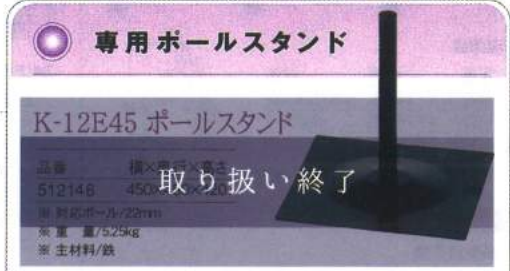 専用ポールスタンド
K-12E45 ポールスタンド
品番 横×奥行×高さ
512146
取り扱い終了
※ 対応ポール/22mm
※ 重 量/5.25kg
※ 主材料/鉄